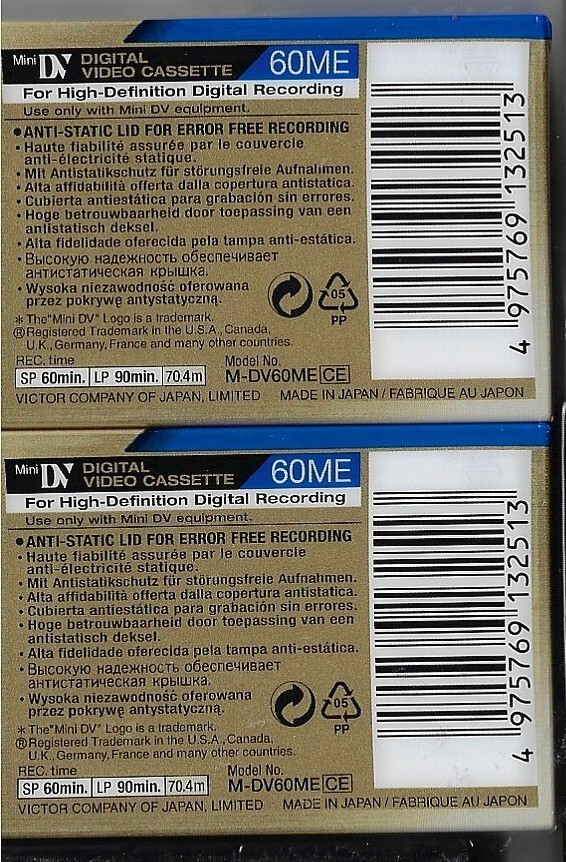 Mini DV DIGITAL
VIDEO CASSETTE 60ME
For High-Definition Digital Recording
Use only with Mini DV equipment.
•ANTI-STATIC LID FOR ERROR FREE RECORDING
• Haute fiabilité assurée par le couvercle
anti-électricité statique.
• Mit Antistatikschutz für störungsfreie Aufnahmen.
• Alta affidabilità offerta dalla copertura antistatica.
• Cubierta antiestática para grabación sin errores.
• Hoge betrouwbaarheid door toepassing van een
antistatisch deksel.
• Alta fidelidade oferecida pela tampa anti-estática.
• Высокую надежность обеспечивает
антистатическая крышка.
• Wysoka niezawodność oferowana
przez pokrywę antystatyczną.
* The"Mini DV" Logo is a trademark.
®Registered Trademark in the U.S.A., Canada,
U.K., Germany, France and many other countries.
05
PP
REC. time
SP 60min. LP 90min. 70.4m
Model No.
M-DV60ME CE
VICTOR COMPANY OF JAPAN, LIMITED MADE IN JAPAN / FABRIQUE AU JAPON
4 975769 132513
Mini DV DIGITAL
VIDEO CASSETTE 60ME
For High-Definition Digital Recording
Use only with Mini DV equipment.
•ANTI-STATIC LID FOR ERROR FREE RECORDING
• Haute fiabilité assurée par le couvercle
anti-électricité statique.
• Mit Antistatikschutz für störungsfreie Aufnahmen.
• Alta affidabilità offerta dalla copertura antistatica.
• Cubierta antiestática para grabación sin errores.
• Hoge betrouwbaarheid door toepassing van een
antistatisch deksel.
• Alta fidelidade oferecida pela tampa anti-estática.
• Высокую надежность обеспечивает
антистатическая крышка.
• Wysoka niezawodność oferowana
przez pokrywę antystatyczną.
* The"Mini DV" Logo is a trademark.
®Registered Trademark in the U.S.A., Canada,
U.K., Germany, France and many other countries.
05
PP
REC. time
SP 60min. LP 90min. 70.4m
Model No.
M-DV60ME CE
VICTOR COMPANY OF JAPAN, LIMITED MADE IN JAPAN / FABRIQUE AU JAPON
4 975769 132513